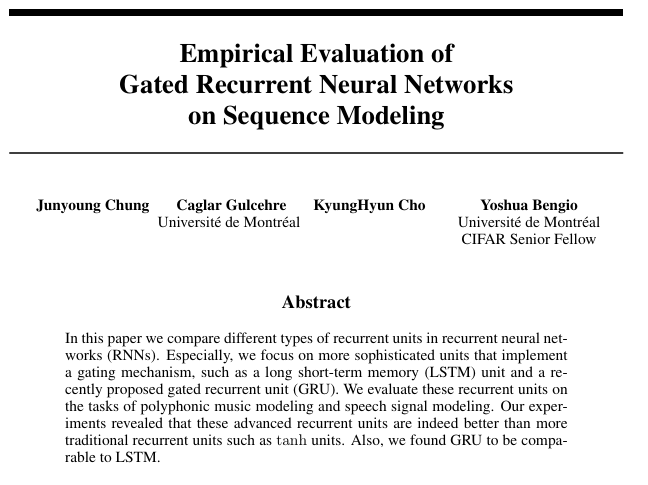 Empirical Evaluation of
Gated Recurrent Neural Networks
on Sequence Modeling
Junyoung Chung Caglar Gulcehre KyungHyun Cho Yoshua Bengio
Université de Montréal Université de Montréal
CIFAR Senior Fellow
Abstract
In this paper we compare different types of recurrent units in recurrent neural net-
works (RNNs). Especially, we focus on more sophisticated units that implement
a gating mechanism, such as a long short-term memory (LSTM) unit and a re-
cently proposed gated recurrent unit (GRU). We evaluate these recurrent units on
the tasks of polyphonic music modeling and speech signal modeling. Our exper-
iments revealed that these advanced recurrent units are indeed better than more
traditional recurrent units such as tanh units. Also, we found GRU to be compa-
rable to LSTM.